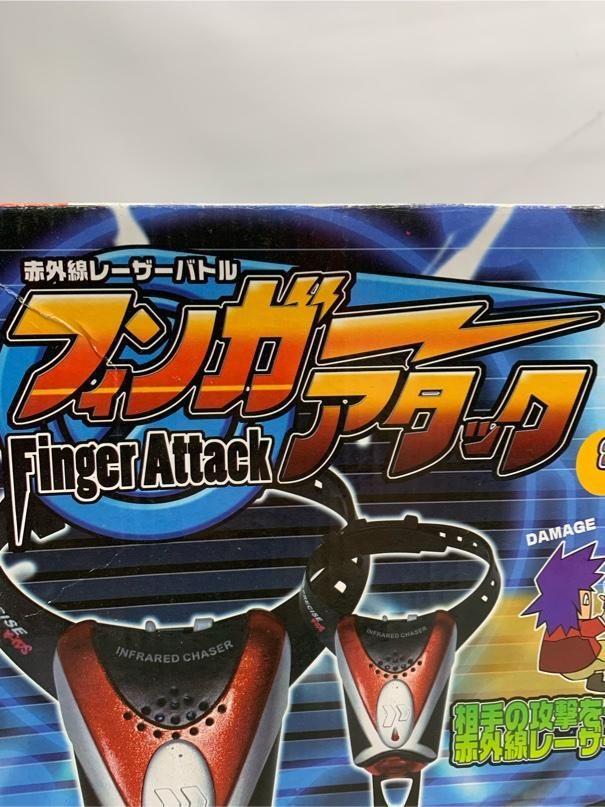 赤外線レーザーバトル
フィンガー
アタック
Finger Attack
DAMAGE
INFRARED CHASER
INFRARED CHASER
相手の攻撃を
赤外線レーザ